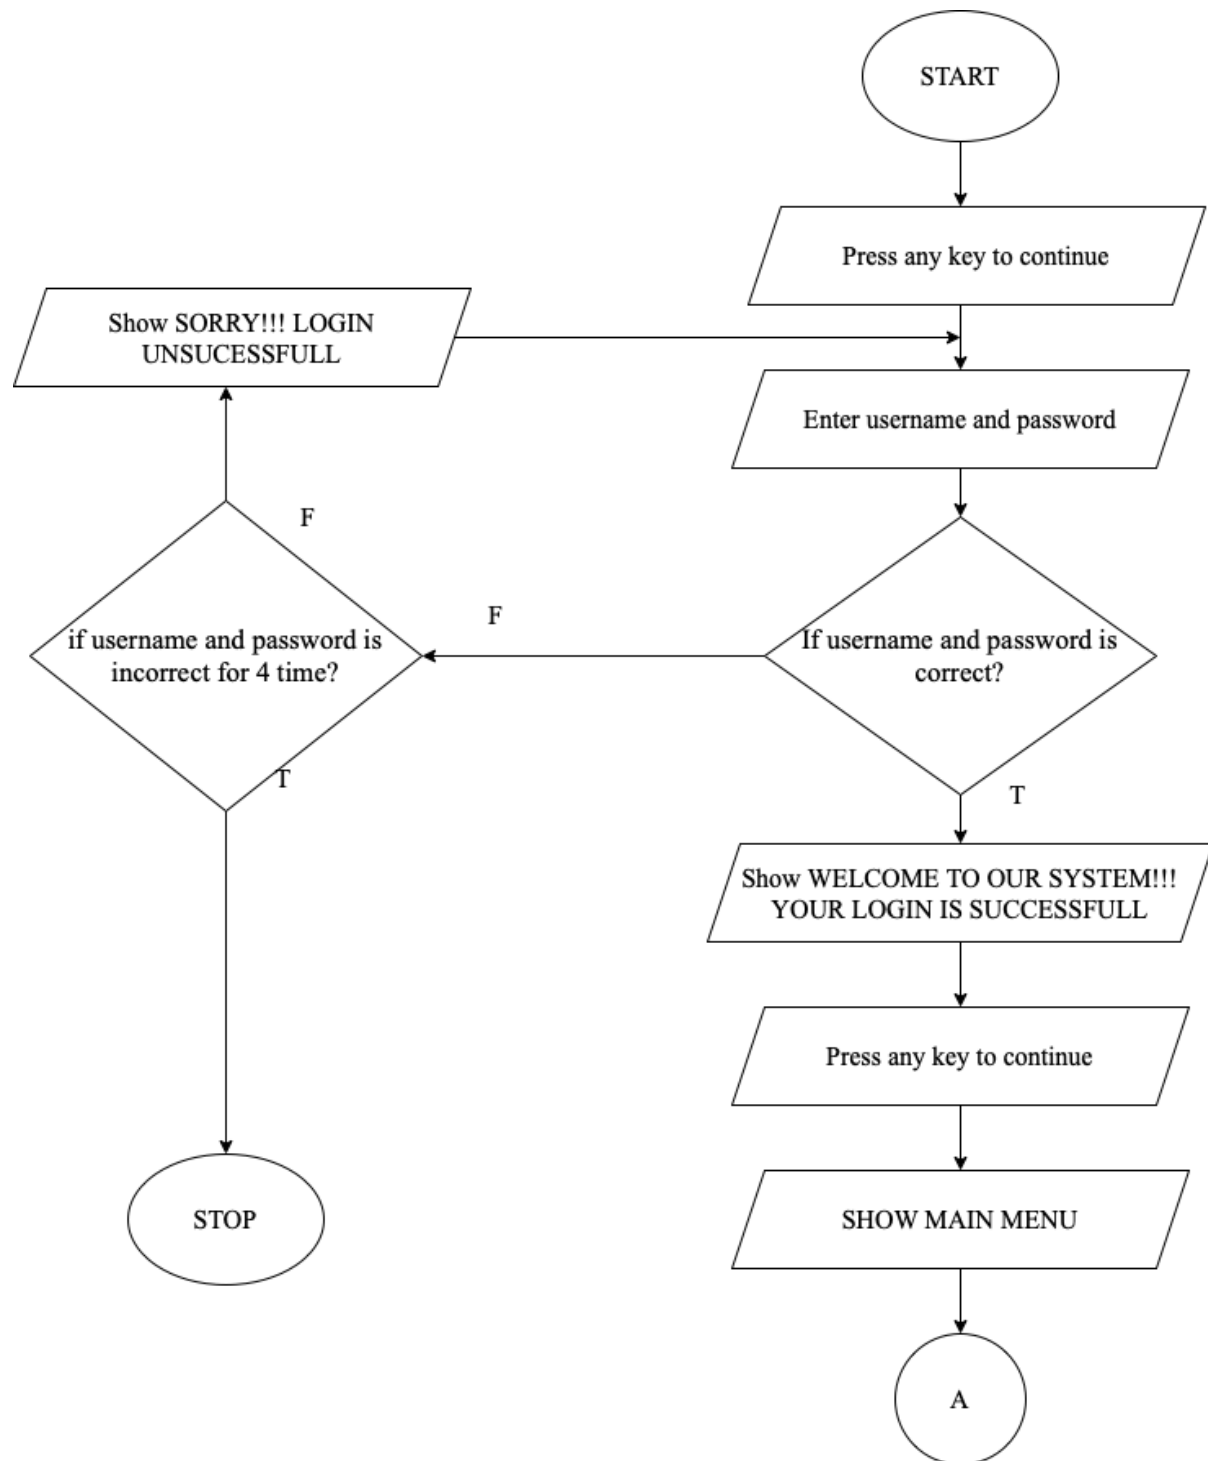 START
Press any key to continue
Show SORRY!!! LOGIN
UNSUCESSFULL
Enter username and password
F
F
if username and password is
incorrect for 4 time?
If username and password is
correct?
T
T
Show WELCOME TO OUR SYSTEM!!!
YOUR LOGIN IS SUCCESSFULL
Press any key to continue
STOP
SHOW MAIN MENU
A